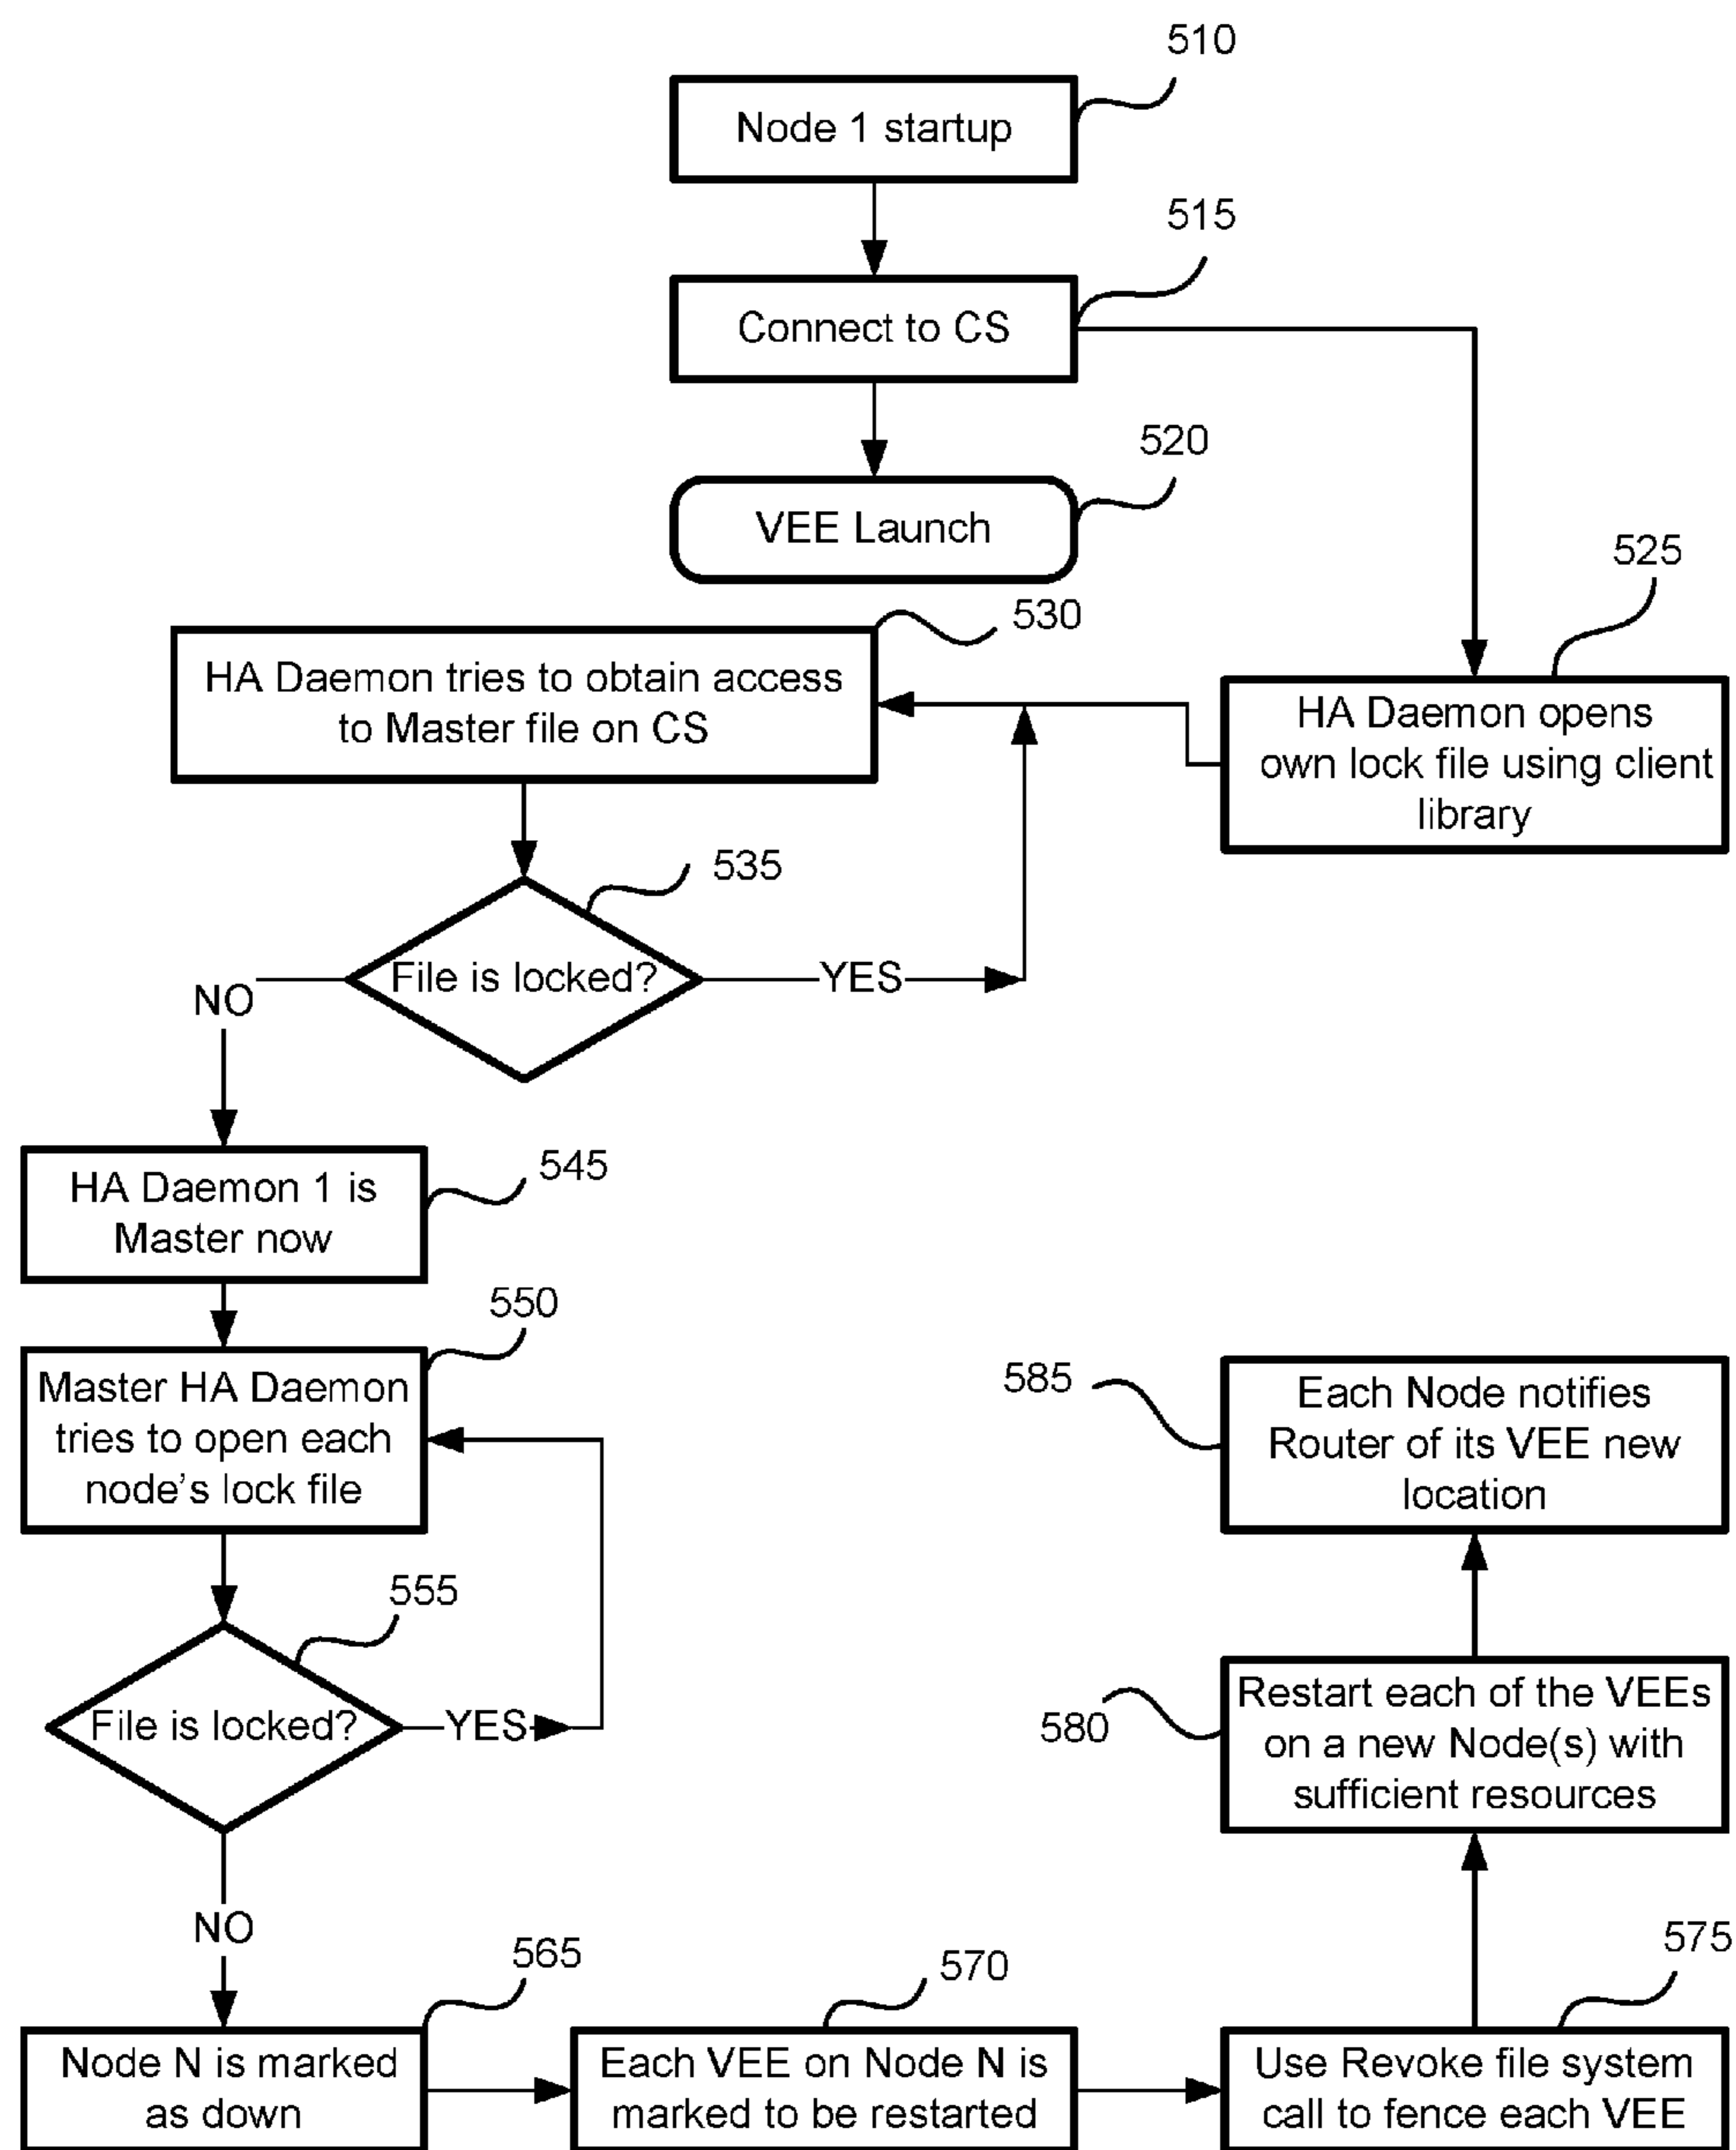 510
Node 1 startup
515
Connect to CS
520
VEE Launch
525
HA Daemon opens
own lock file using client
library
530
HA Daemon tries to obtain access
to Master file on CS
535
File is locked?
YES
NO
545
HA Daemon 1 is
Master now
550
Master HA Daemon
tries to open each
node's lock file
555
File is locked?
YES
NO
565
Node N is marked
as down
570
Each VEE on Node N is
marked to be restarted
575
Use Revoke file system
call to fence each VEE
580
Restart each of the VEEs
on a new Node(s) with
sufficient resources
585
Each Node notifies
Router of its VEE new
location